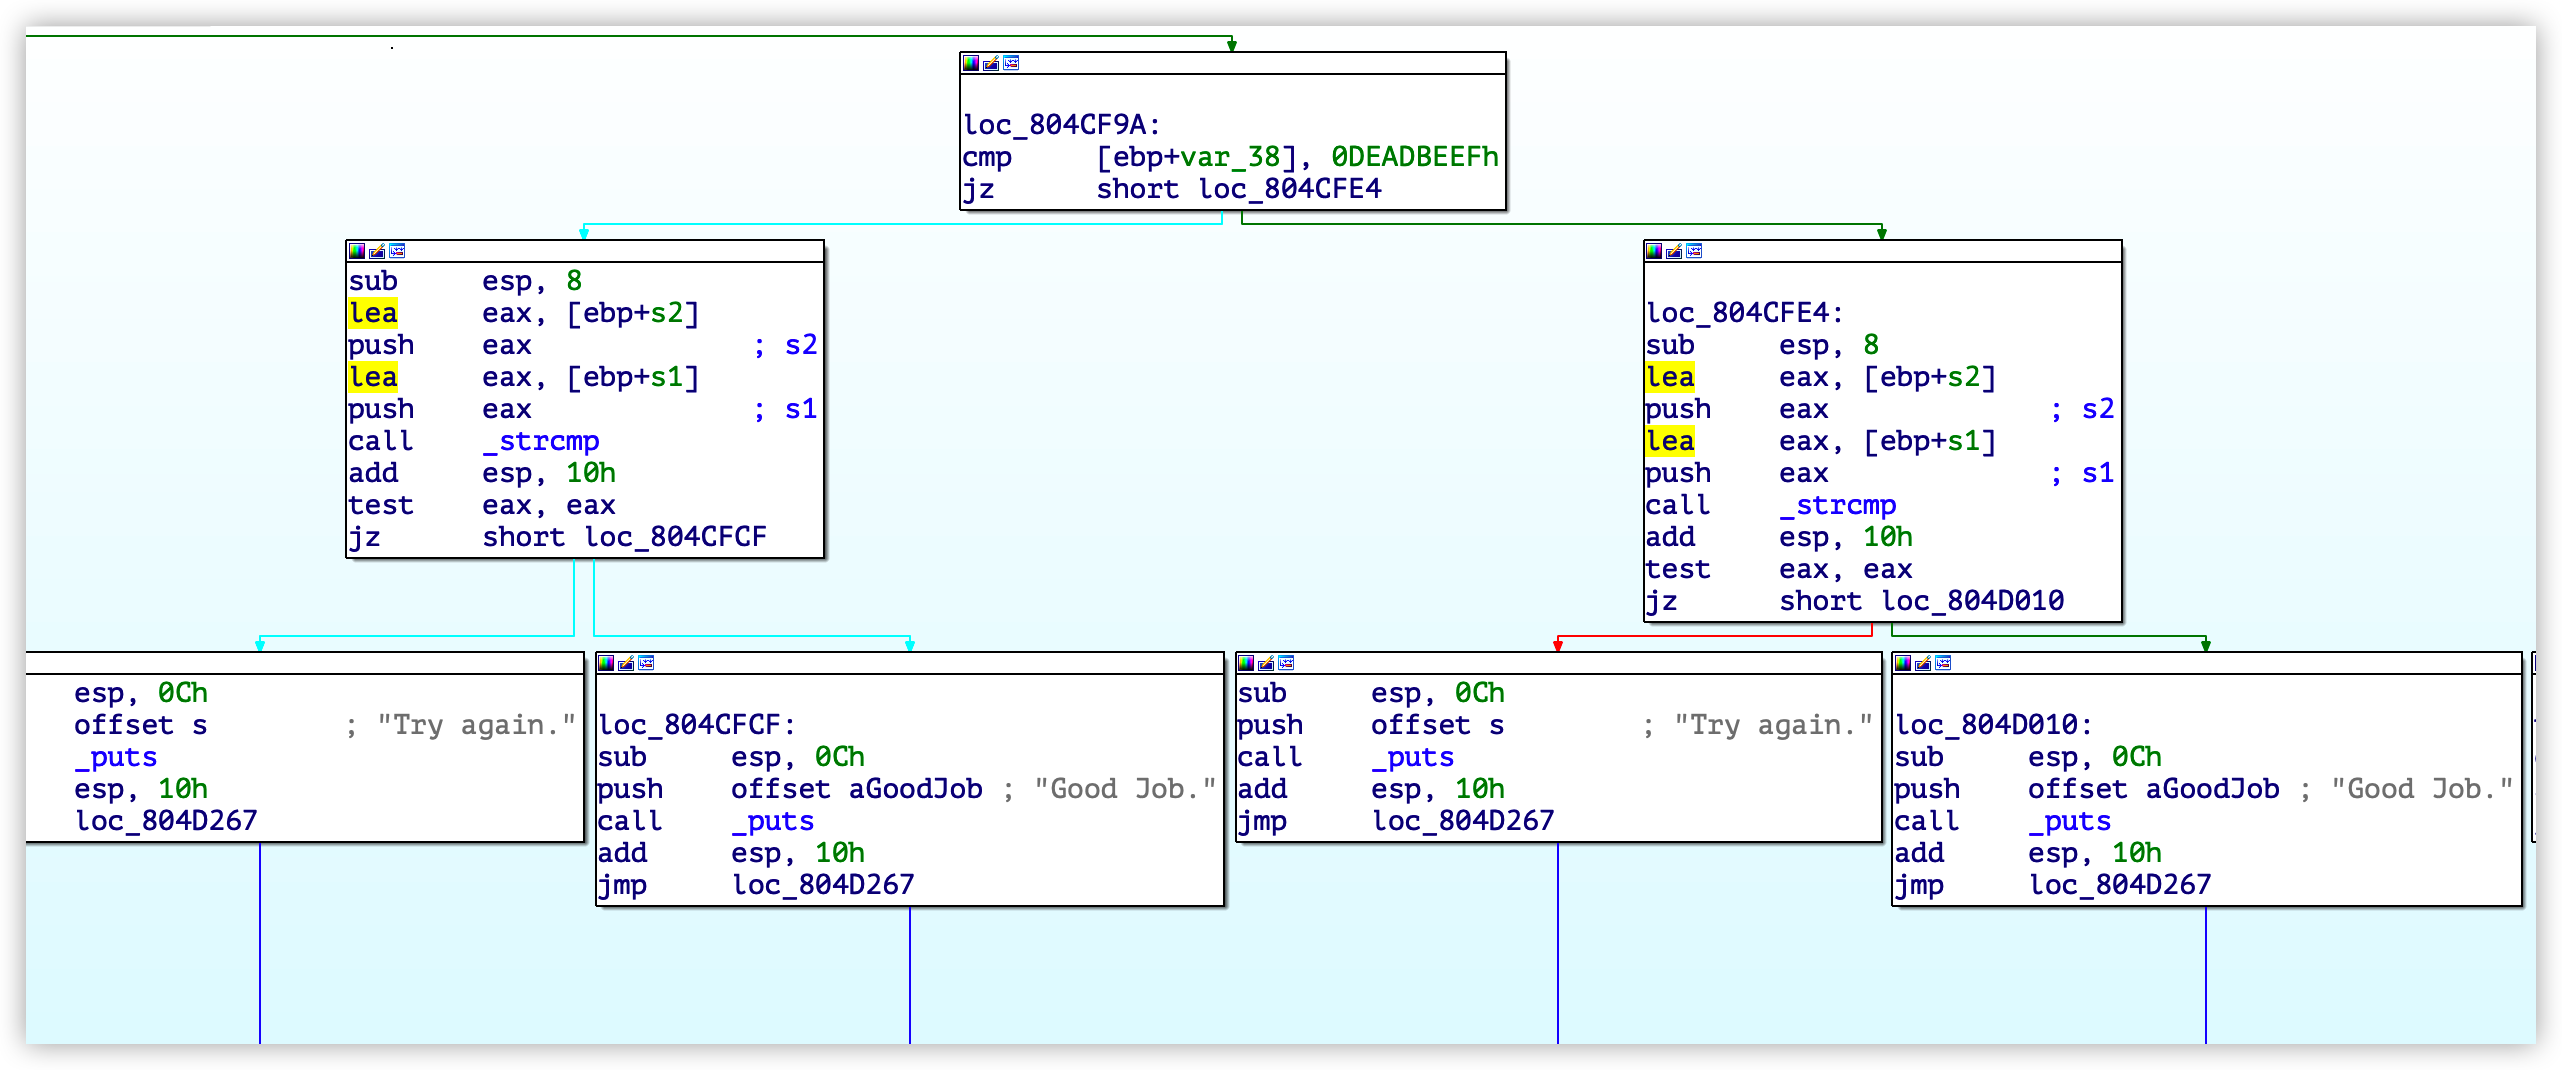 loc_804CF9A:
cmp [ebp+var_38], 0DEADBEEFh
jz short loc_804CFE4
sub esp, 8
lea eax, [ebp+s2]
push eax ; s2
lea eax, [ebp+s1]
push eax ; s1
call _strcmp
add esp, 10h
test eax, eax
jz short loc_804CFCF
loc_804CFE4:
sub esp, 8
lea eax, [ebp+s2]
push eax ; s2
lea eax, [ebp+s1]
push eax ; s1
call _strcmp
add esp, 10h
test eax, eax
jz short loc_804D010
esp, 0Ch
offset s ; "Try again."
_puts
esp, 10h
loc_804D267
loc_804CFCF:
sub esp, 0Ch
push offset aGoodJob ; "Good Job."
call _puts
add esp, 10h
jmp loc_804D267
sub esp, 0Ch
push offset s ; "Try again."
call _puts
add esp, 10h
jmp loc_804D267
loc_804D010:
sub esp, 0Ch
push offset aGoodJob ; "Good Job."
call _puts
add esp, 10h
jmp loc_804D267